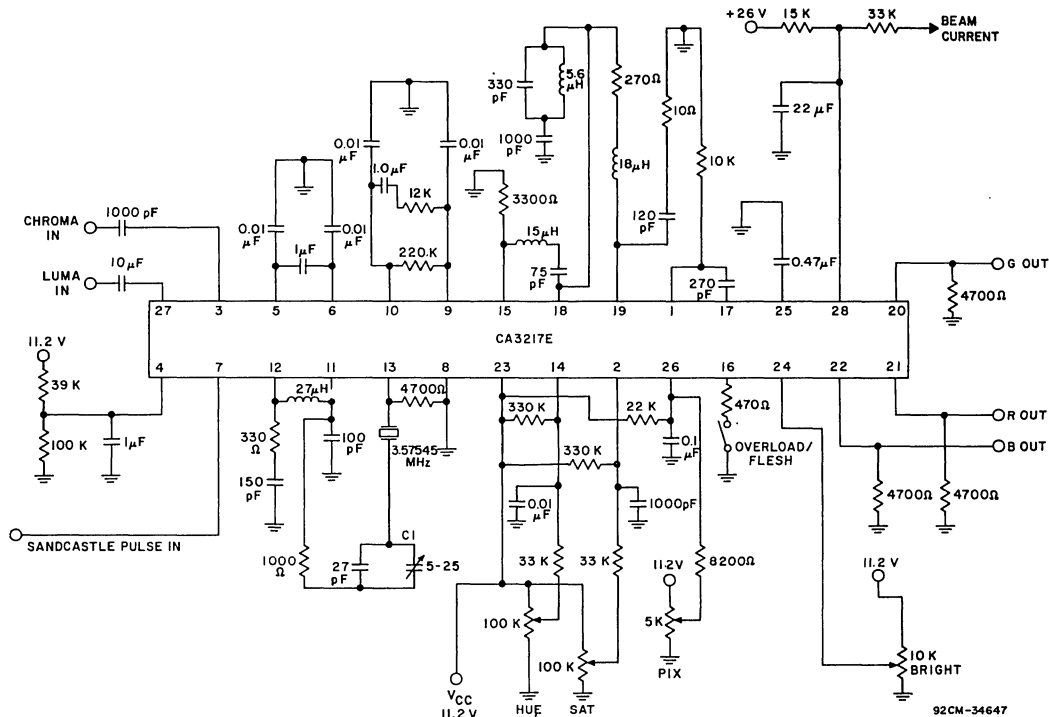 +26 V
15 K
33 K
BEAM
CURRENT
330
pF
5.6
μH
270Ω
10Ω
22 μF
1000
pF
0.01
μF
0.01
μF
1.0μF
12K
10 K
18μH
3300Ω
CHROMA
IN
1000 pF
0.01
μF
0.01
μF
1μF
220.K
15μH
120
pF
75
pF
270
pF
0.47μF
G OUT
LUMA
IN
10μF
4700Ω
27
3
5
6
10
9
15
18
19
1
17
25
28
20
CA3217E
11.2 V
4
7
12
11
13
8
23
14
2
26
16
24
22
21
39 K
27μH
4700Ω
330 K
22 K
470Ω
R OUT
100 K
1μF
330
Ω
100
pF
3.57545
MHz
330 K
0.1
μF
OVERLOAD/
FLESH
B OUT
150
pF
0.01
μF
1000pF
4700Ω
4700Ω
SANDCASTLE PULSE IN
1000
Ω
27
pF
C1
5-25
33 K
33 K
11.2V
8200Ω
11.2 V
100 K
5K
100 K
PIX
10K
BRIGHT
VCC
11.2 V
HUE
SAT
92CM-34647